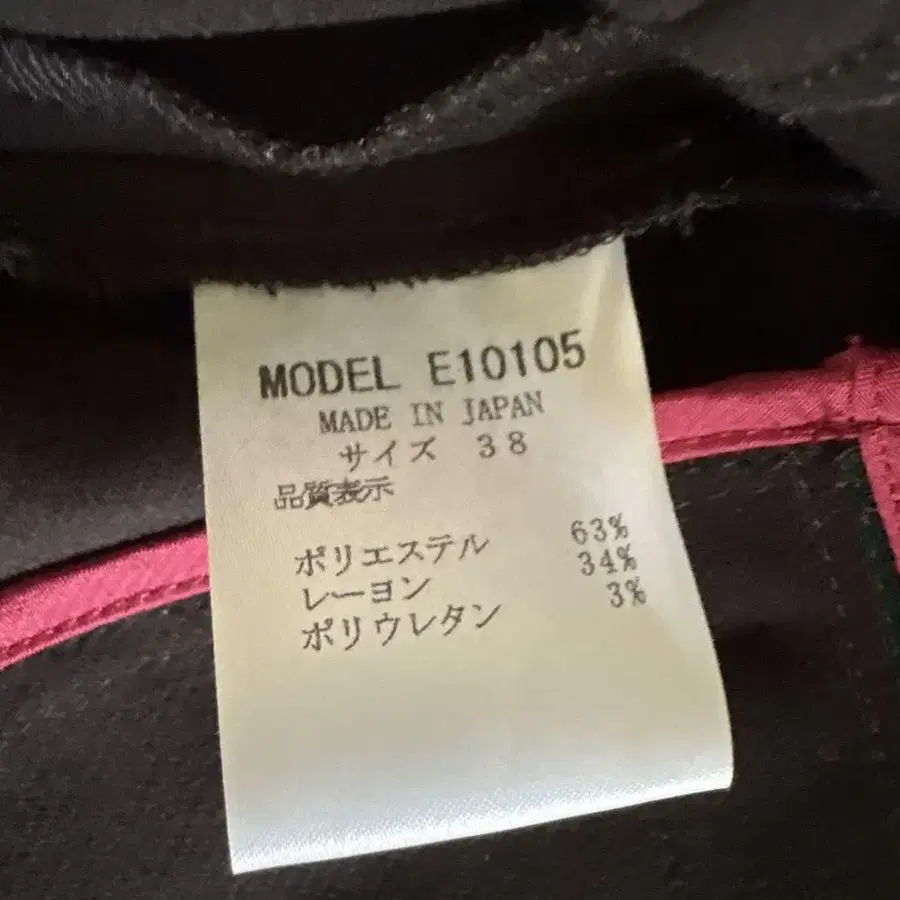 MODEL E10105
MADE IN JAPAN
サイズ 38
品質表示
ポリエステル 63%
レーヨン 34%
ポリウレタン 3%